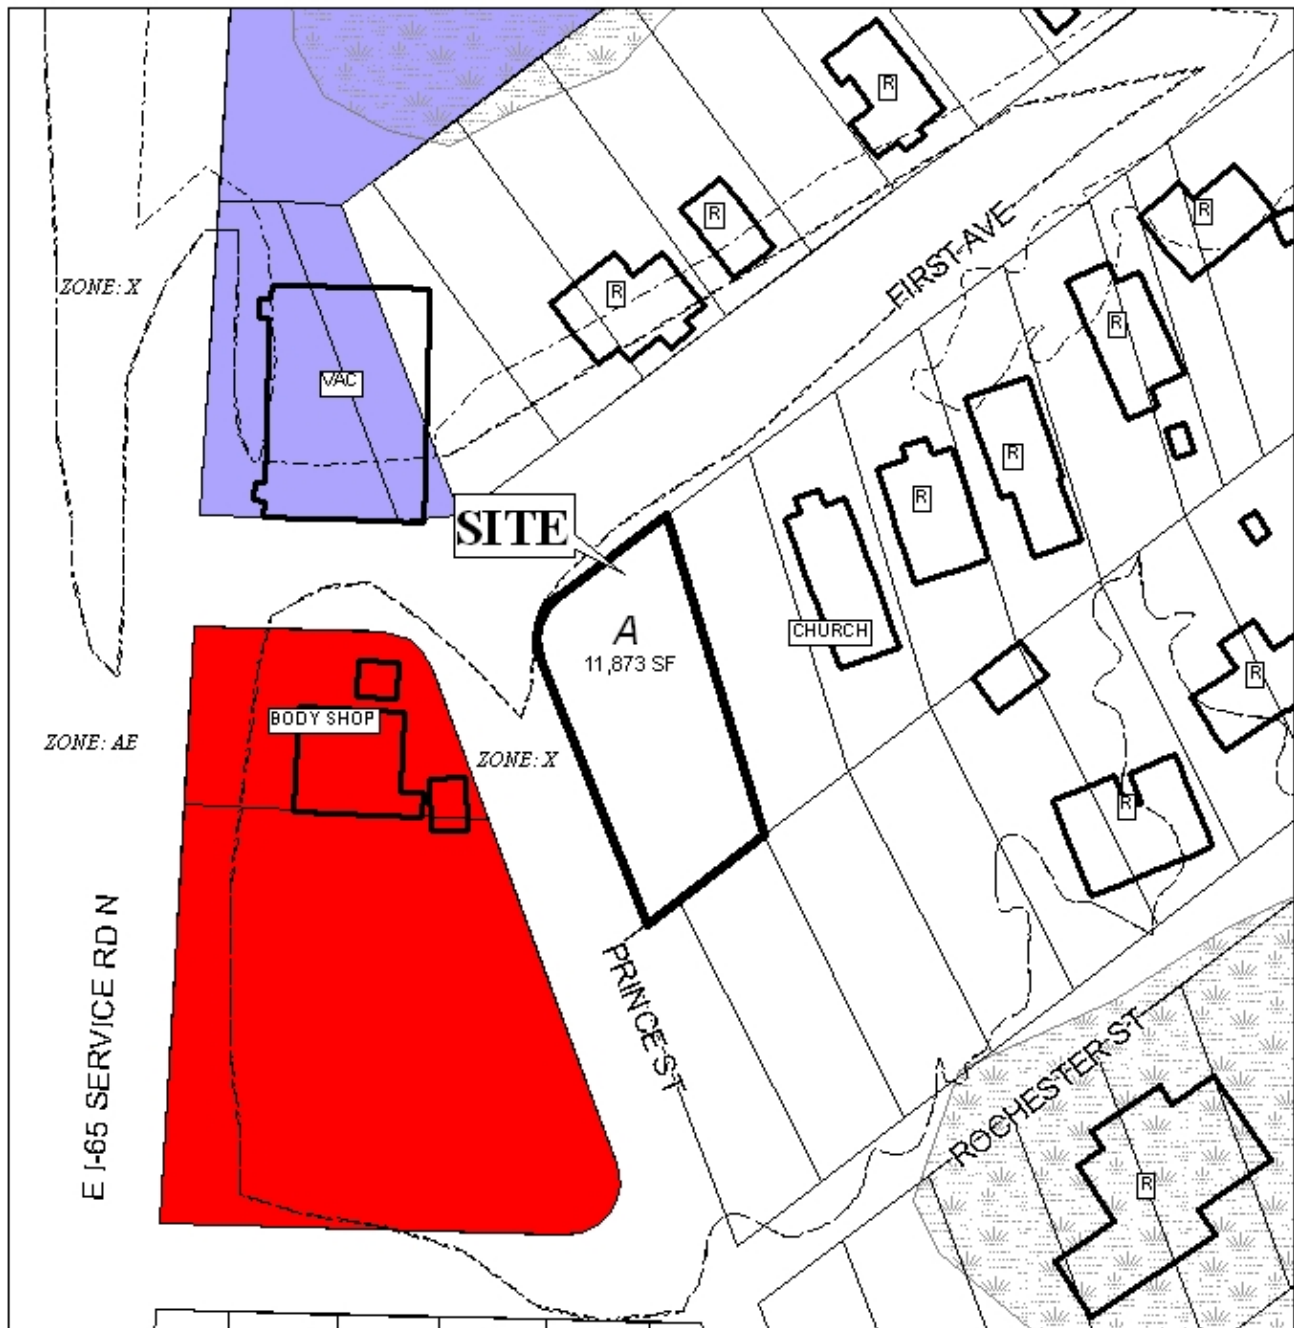 R
R
R
FIRST AVE
ZONE: X
R
R
VAC
R
R
SITE
A
11,873 SF
CHURCH
R
BODY SHOP
ZONE: AE
ZONE: X
R
E I-65 SERVICE RD N
PRINCE ST
ROCHESTER ST
R